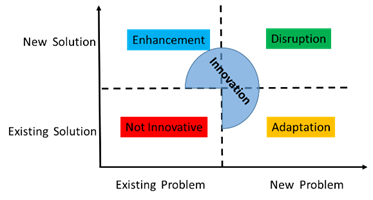 New Solution
Enhancement
Disruption
Innovation
Existing Solution
Not Innovative
Adaptation
Existing Problem
New Problem